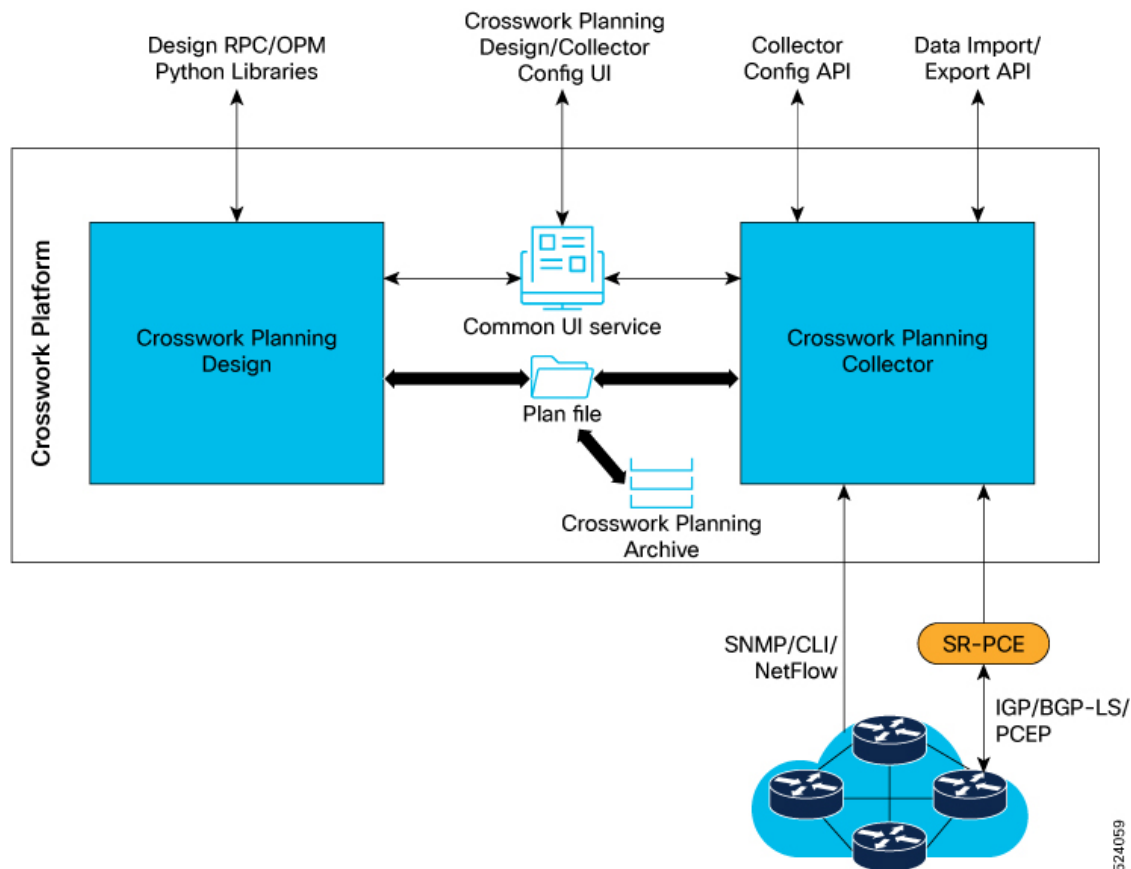 Design RPC/OPM
Python Libraries
Crosswork Planning
Design/Collector
Config UI
Collector
Config API
Data Import/
Export API
Crosswork Platform
Crosswork Planning
Design
Common UI service
Crosswork Planning
Collector
Plan file
Crosswork Planning
Archive
SNMP/CLI/
NetFlow
SR-PCE
IGP/BGP-LS/
PCEP
524059